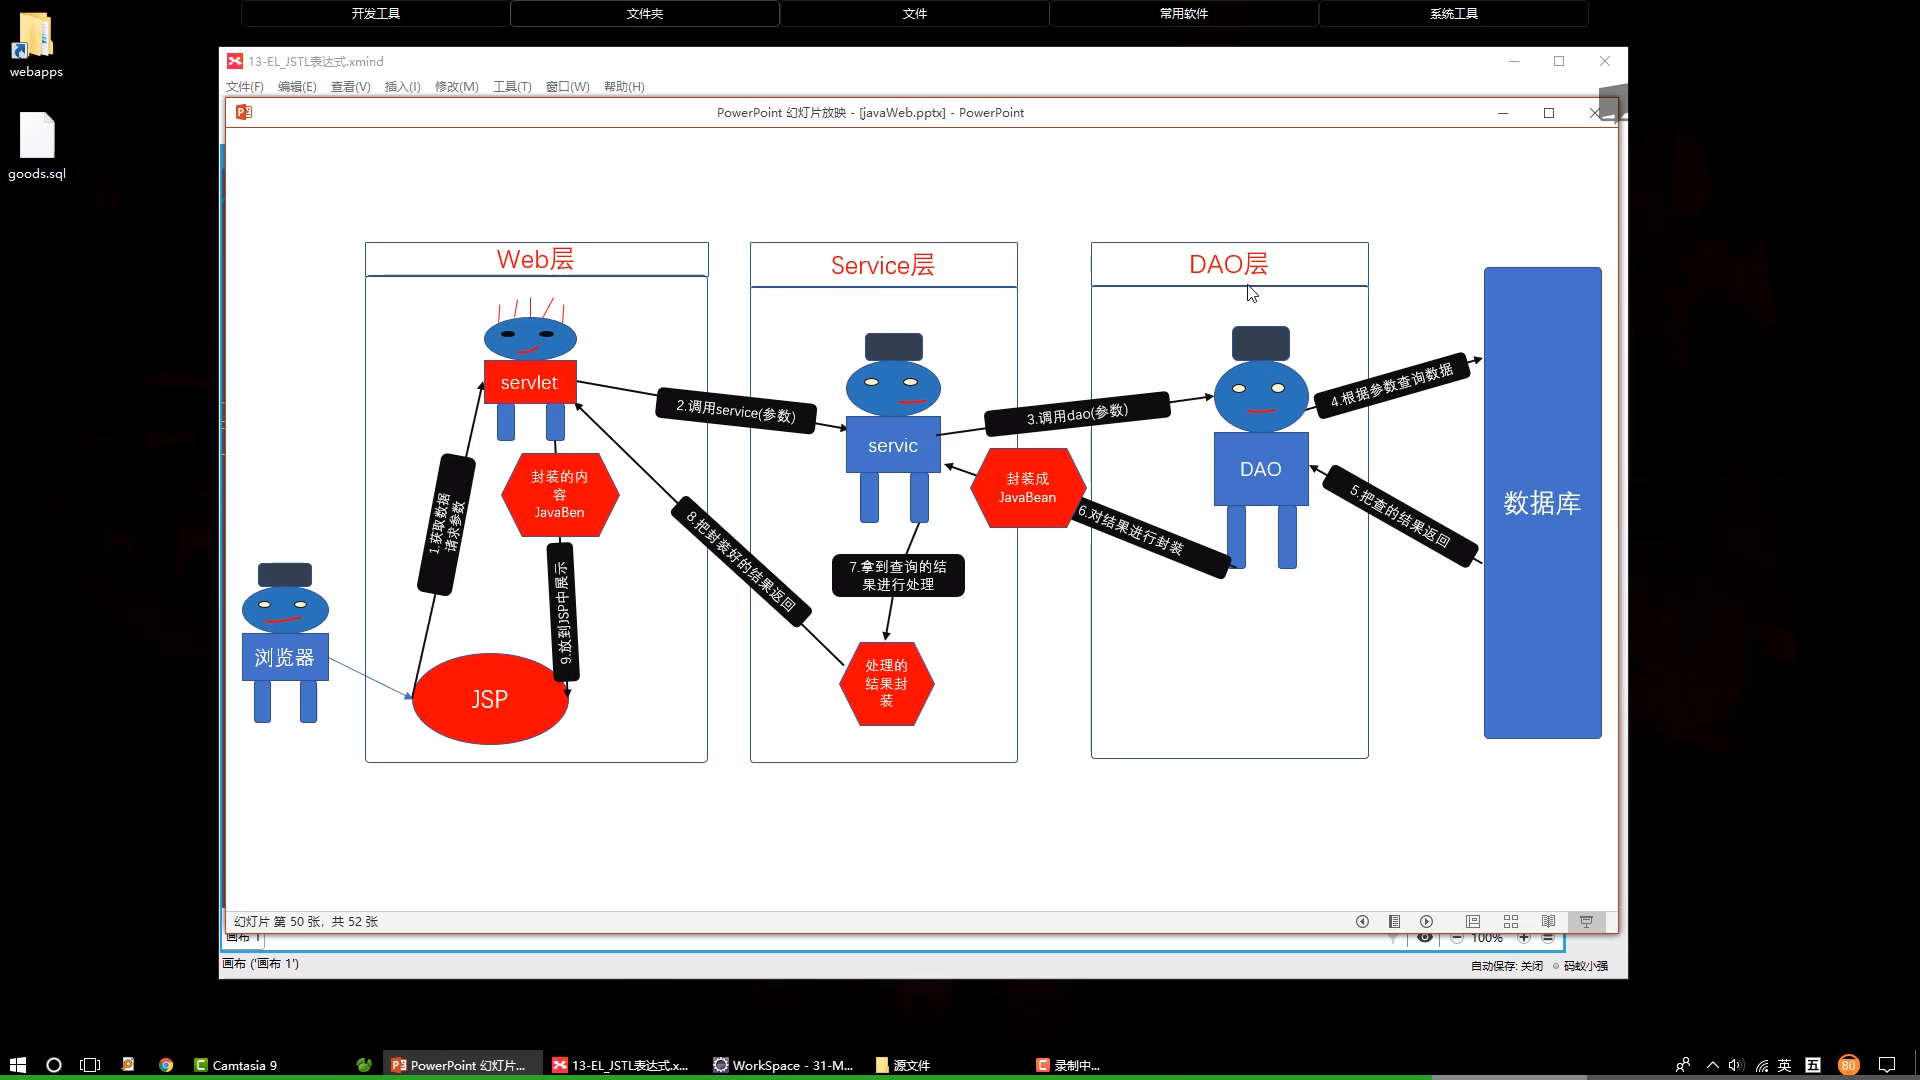 开发工具
文件夹
文件
常用软件
系统工具
webapps
goods.sql
13-EL_JSTL表达式.xmind
文件(F) 编辑(E) 查看(V) 插入(I) 修改(M) 工具(T) 窗口(W) 帮助(H)
PowerPoint 幻灯片放映 - [javaWeb.pptx] - PowerPoint
Web层
Service层
DAO层
servlet
2.调用service(参数)
servic
3.调用dao(参数)
DAO
4.根据参数查询数据
数据库
5.把查的结果返回
6.对结果进行封装
封装成
JavaBean
7.拿到查询的结
果进行处理
处理的
结果封
装
8.把封装好的结果返回
封装的内
容
JavaBen
9.放到JSP中展示
1.获取数据
请求参数
浏览器
JSP
幻灯片 第 50 张，共 52 张
画布 1
100%
画布 ('画布 1')
自动保存: 关闭
码蚁小强
Camtasia 9
PowerPoint 幻灯片...
13-EL_JSTL表达式.x...
WorkSpace - 31-M...
源文件
录制中...
英
五
80